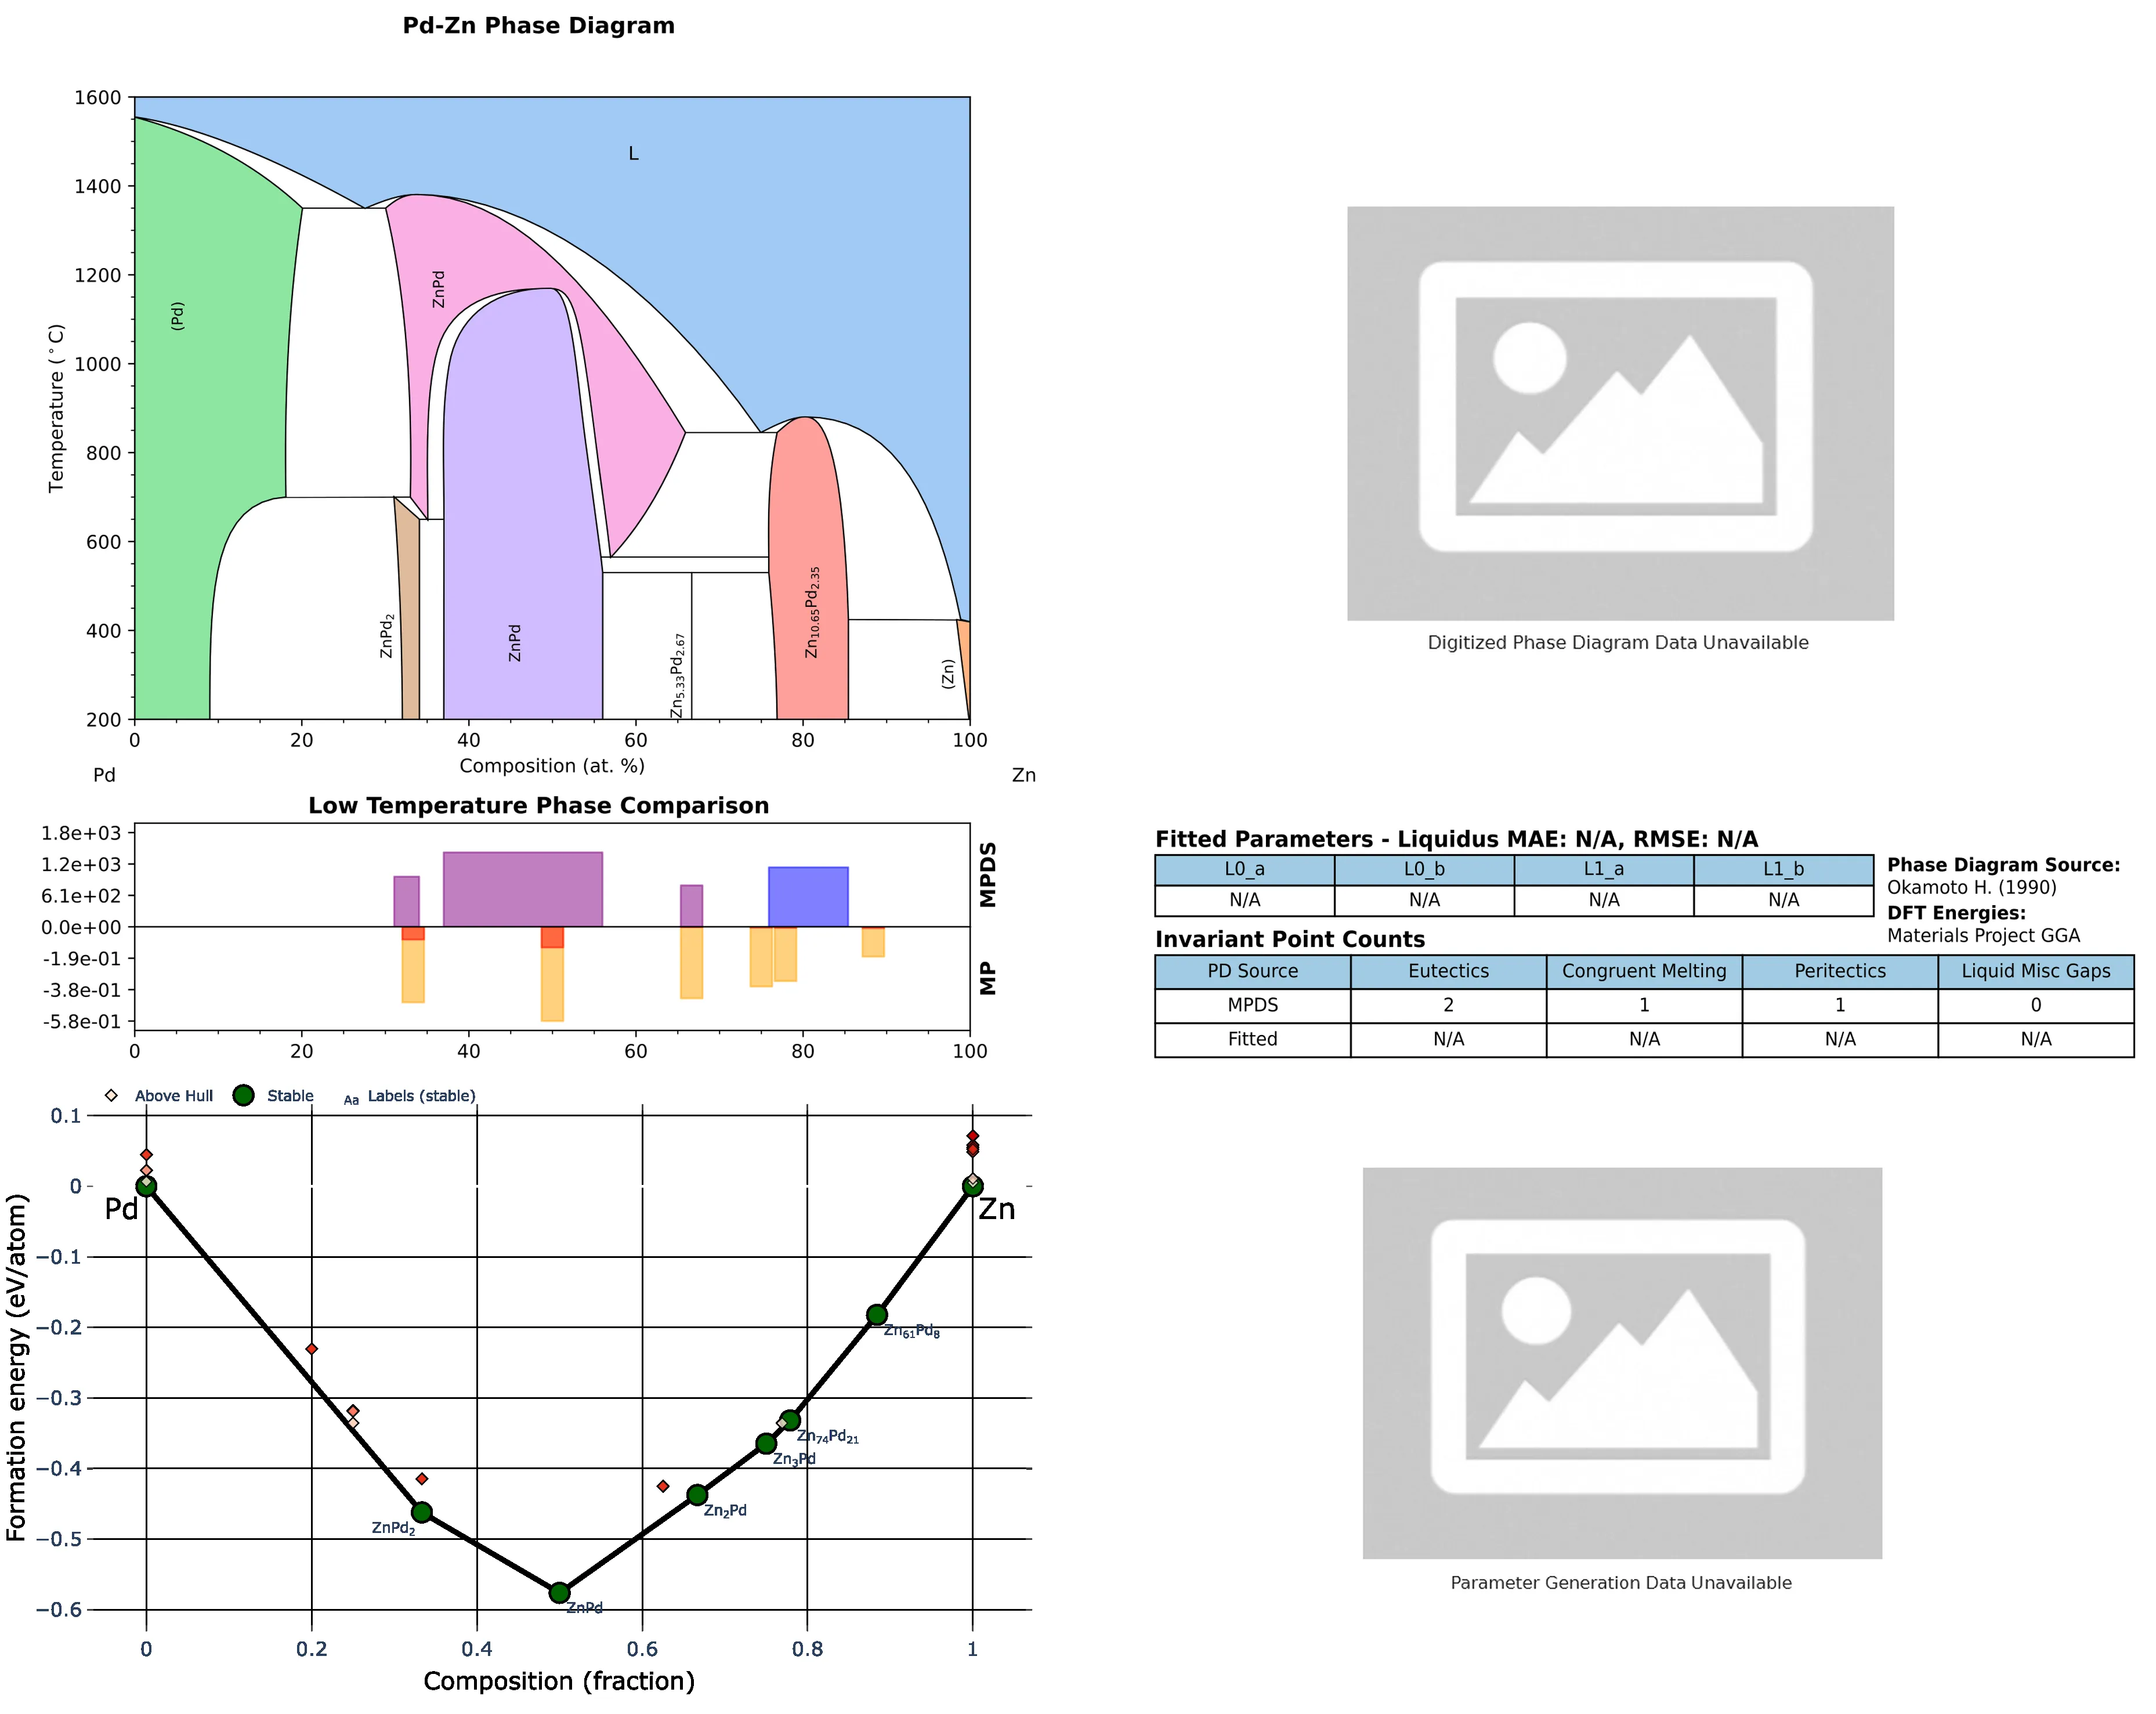 Pd-Zn Phase Diagram
1600
1400
1200
1000
800
600
400
200
Temperature (°C)
L
(Pd)
ZnPd
ZnPd
ZnPd₂
Zn₅.₃₃Pd₂.₆₇
Zn₁₀.₆₅Pd₂.₃₅
(Zn)
0 20 40 60 80 100
Composition (at. %)
Pd Zn
Digitized Phase Diagram Data Unavailable
Low Temperature Phase Comparison
1.8e+03
1.2e+03
6.1e+02
0.0e+00
-1.9e-01
-3.8e-01
-5.8e-01
MPDS
MP
0 20 40 60 80 100
Fitted Parameters - Liquidus MAE: N/A, RMSE: N/A
L0_a L0_b L1_a L1_b
N/A N/A N/A N/A
Phase Diagram Source:
Okamoto H. (1990)
DFT Energies:
Materials Project GGA
Invariant Point Counts
PD Source Eutectics Congruent Melting Peritectics Liquid Misc Gaps
MPDS 2 1 1 0
Fitted N/A N/A N/A N/A
Above Hull Stable Aa Labels (stable)
0.1
0
−0.1
−0.2
−0.3
−0.4
−0.5
−0.6
Formation energy (eV/atom)
Pd
Zn
Zn₆₁Pd₈
Zn₇₄Pd₂₁
Zn₃Pd
Zn₂Pd
ZnPd₂
ZnPd
0 0.2 0.4 0.6 0.8 1
Composition (fraction)
Parameter Generation Data Unavailable